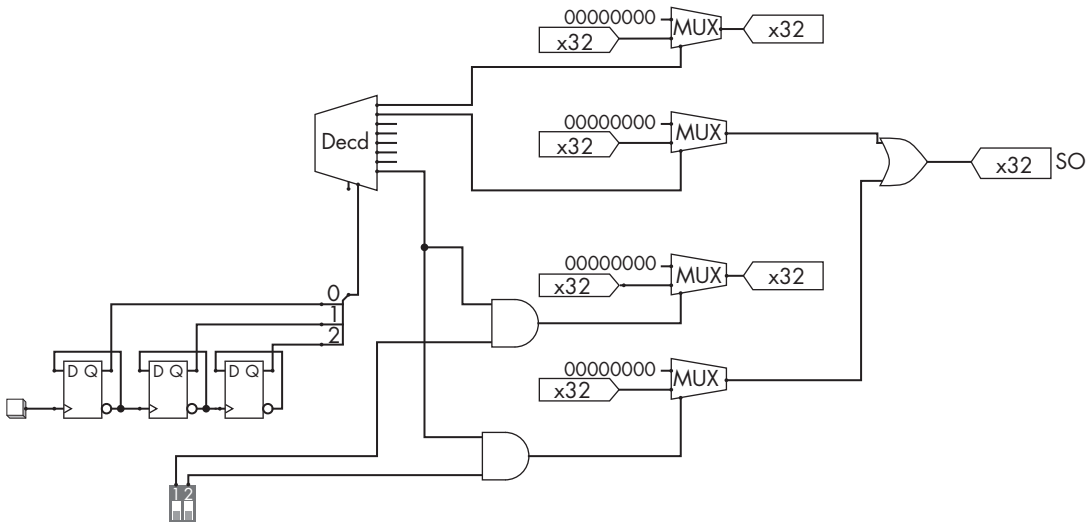 00000000
x32
MUX
x32
Decd
00000000
x32
MUX
x32 SO
00000000
x32
MUX
x32
0
1
2
D Q
D Q
D Q
00000000
x32
MUX
1 2